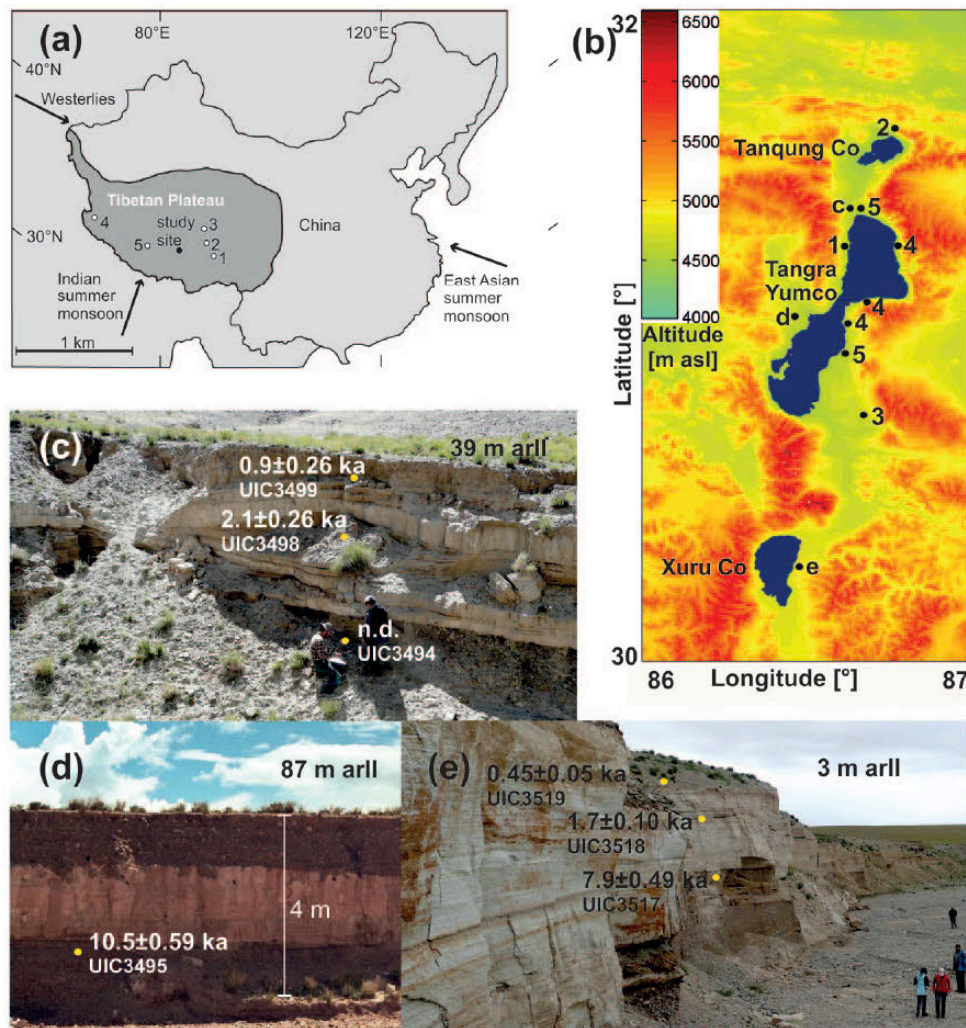 (a)
80°E
120°E
40°N
Westerlies
Tibetan Plateau
4
study
site
3
China
30°N
5
2
1
Indian
summer
monsoon
East Asian
summer
monsoon
1 km
(b)
32
6500
6000
5500
5000
4500
4000
Altitude
[m asl]
Latitude [°]
2
Tanqung Co
c
5
1
4
Tangra
Yumco
4
d
4
5
3
Xuru Co
e
30
86
Longitude [°]
87
(c)
39 m arll
0.9±0.26 ka
UIC3499
2.1±0.26 ka
UIC3498
n.d.
UIC3494
(d)
87 m arll
4 m
10.5±0.59 ka
UIC3495
(e)
3 m arll
0.45±0.05 ka
UIC3519
1.7±0.10 ka
UIC3518
7.9±0.49 ka
UIC3517